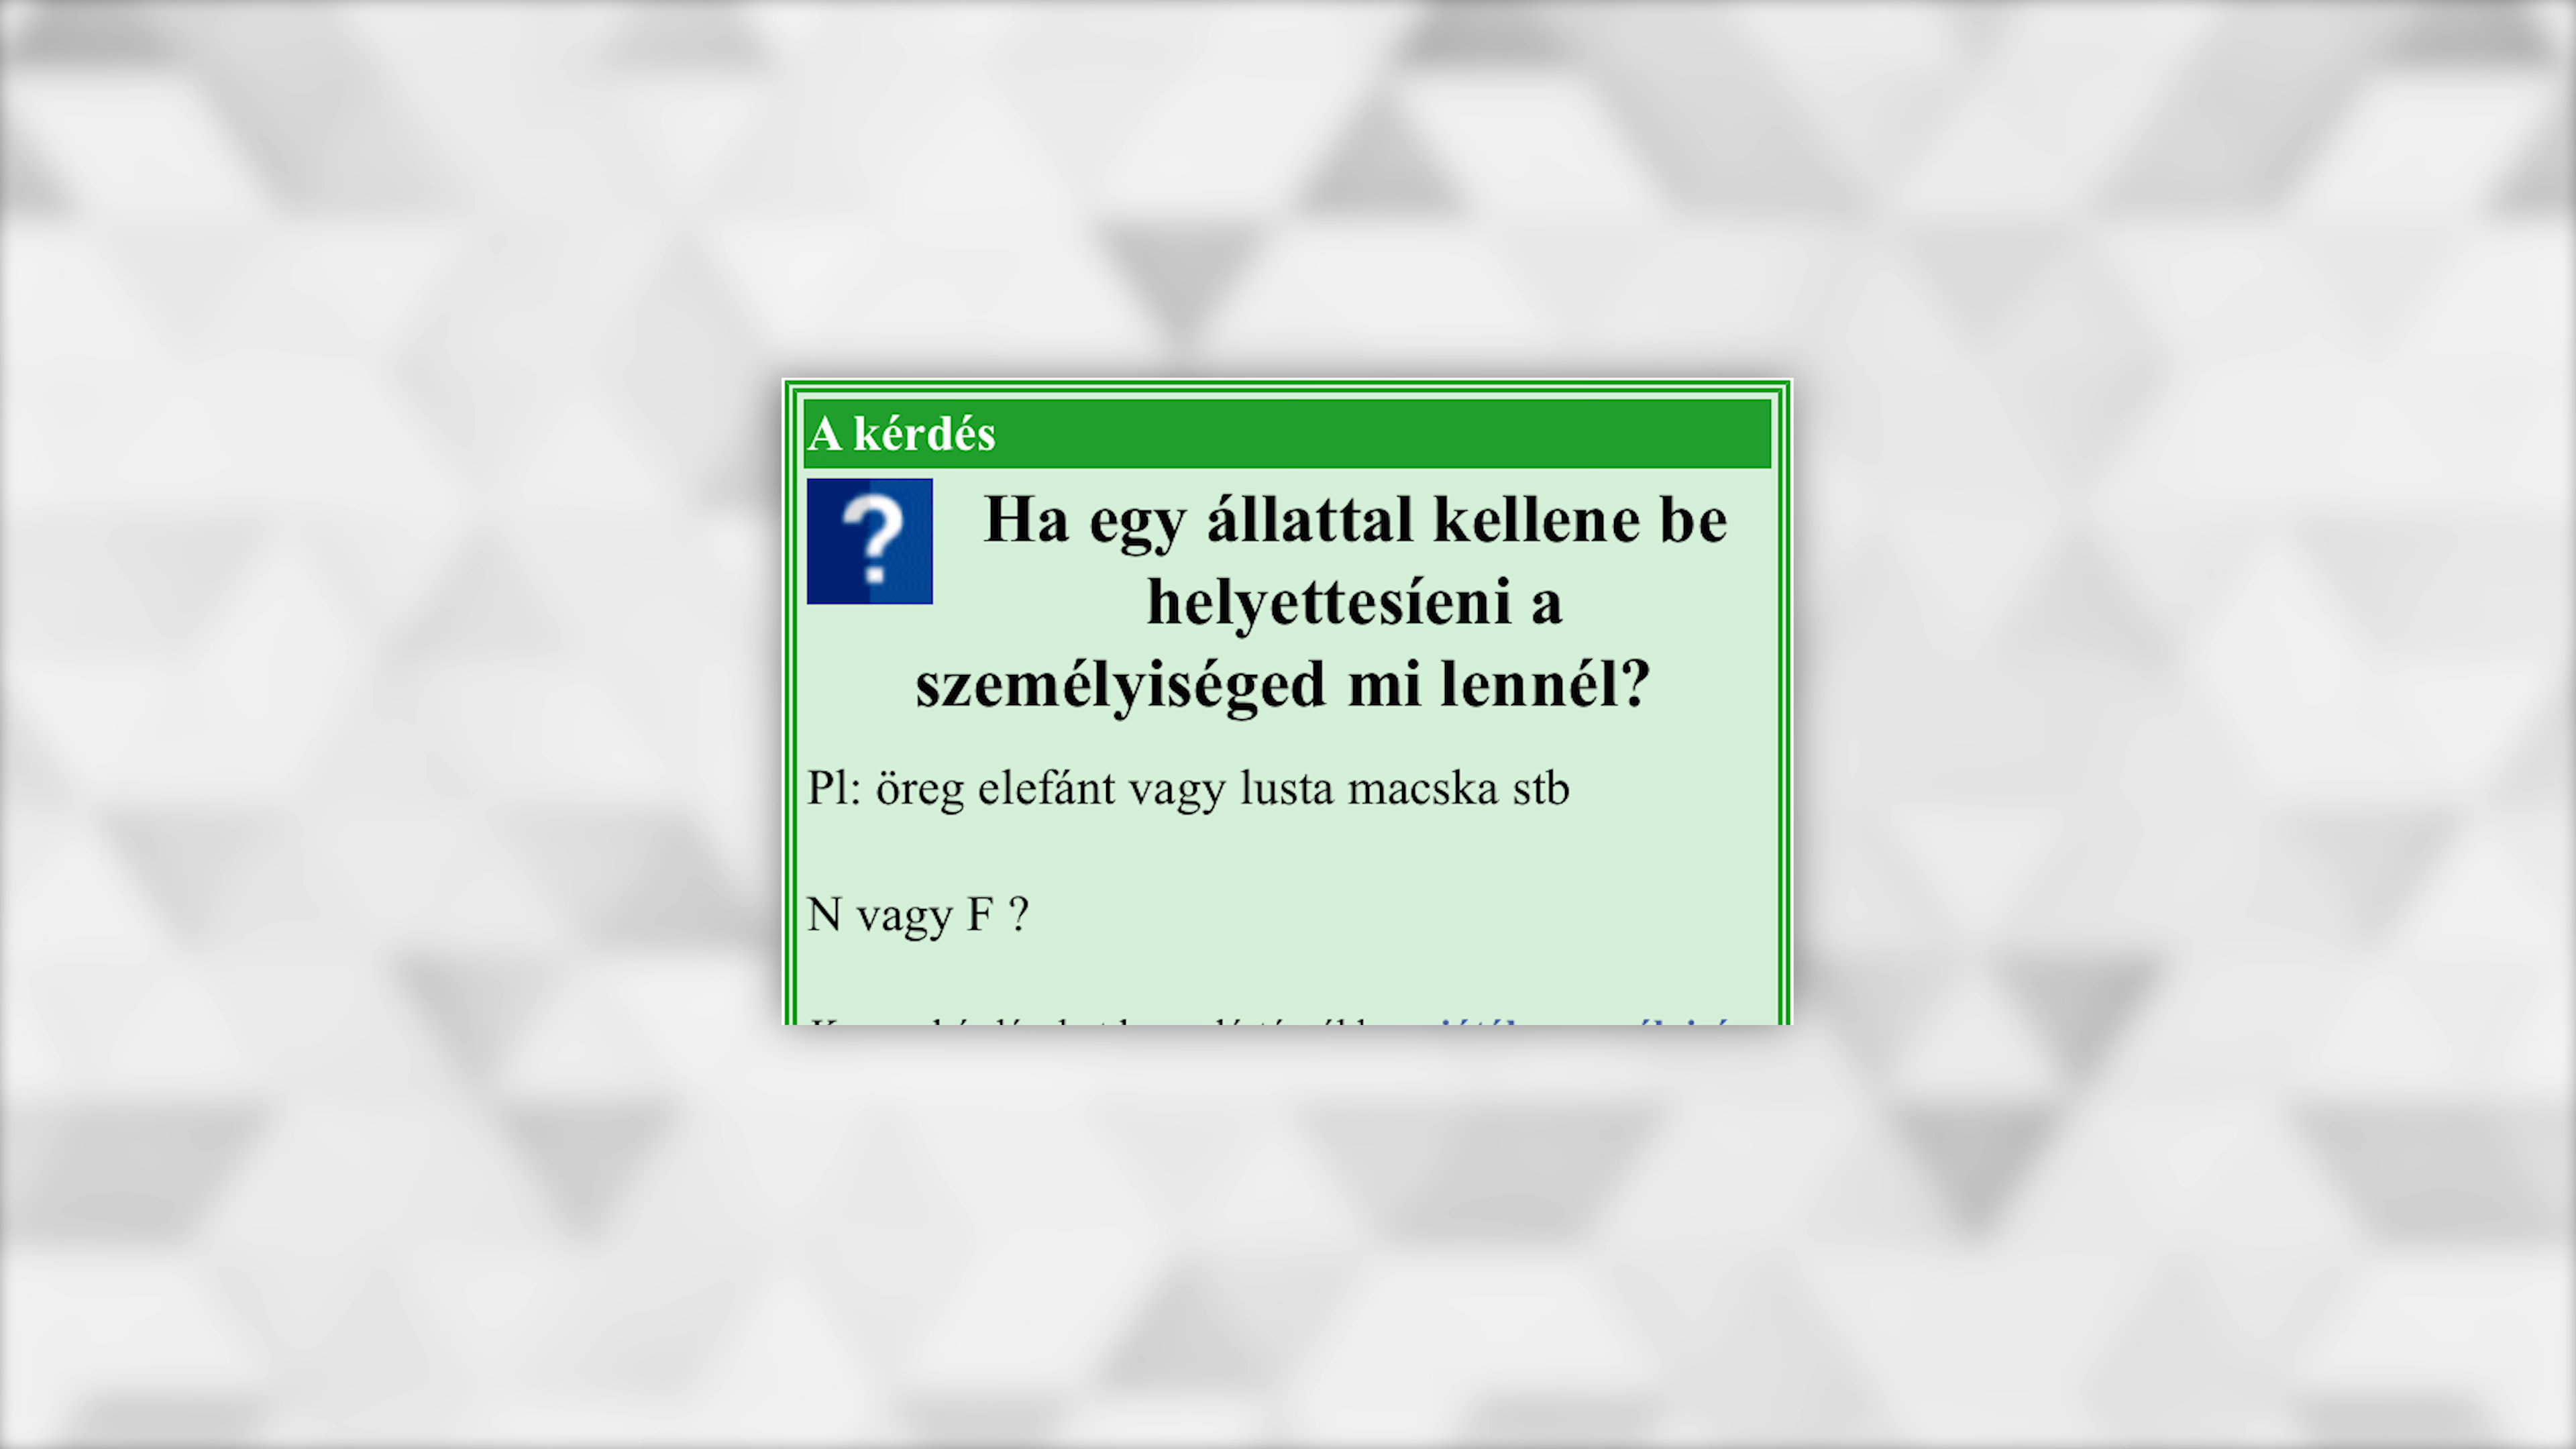 A kérdés
Ha egy állattal kellene be
helyettesíeni a
személyiséged mi lennél?
Pl: öreg elefánt vagy lusta macska stb
N vagy F ?